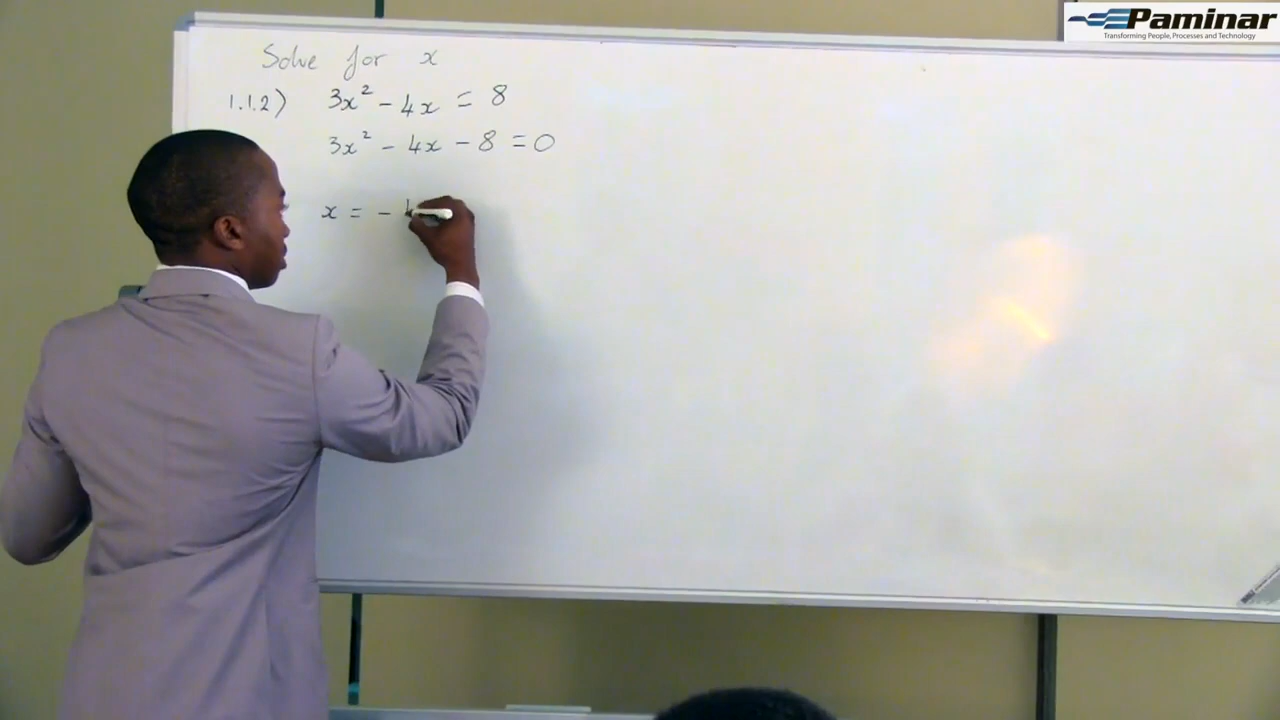 Paminar
Transforming People, Processes and Technology
Solve for x
1.1.2) 3x² - 4x = 8
3x² - 4x - 8 = 0
x = -